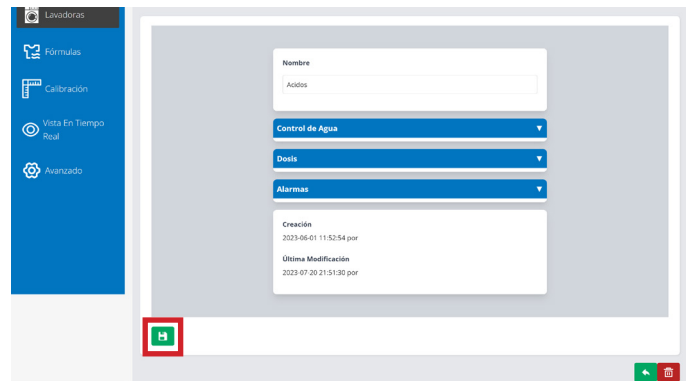 Lavadoras
Fórmulas
Calibración
Vista En Tiempo
Real
Avanzado
Nombre
Acidos
Control de Agua
Dosis
Alarmas
Creación
2023-06-01 11:52:54 por
Última Modificación
2023-07-20 21:51:30 por